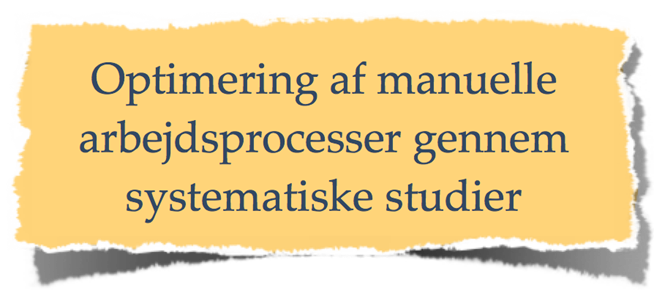 Optimering af manuelle
arbejdsprocesser gennem
systematiske studier